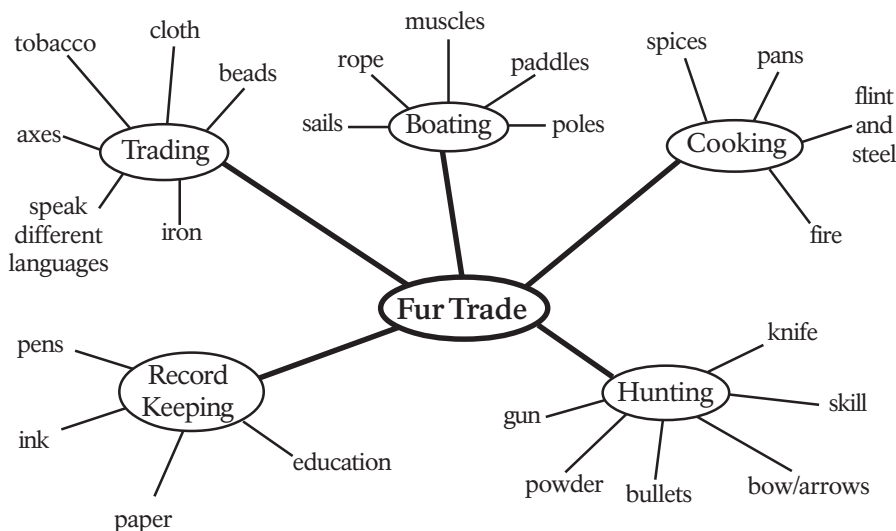 tobacco
cloth
beads
axes
Trading
speak
different
languages
iron
muscles
rope
paddles
sails
Boating
poles
spices
pans
flint
and
steel
Cooking
fire
Fur Trade
pens
Record
Keeping
ink
education
paper
knife
Hunting
gun
skill
powder
bullets
bow/arrows